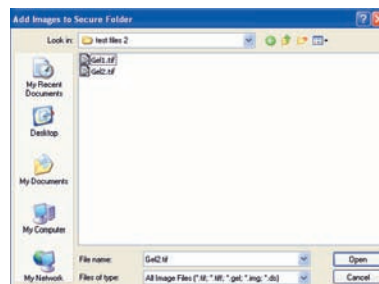 Add Images to Secure Folder
Look in: test files 2
Gel1.tif
Gel2.tif
My Recent Documents
Desktop
My Documents
My Computer
My Network
File name: Gel2.tif Open
Files of type: All Image Files (*.tif, *.tiff, *.gel, *.img, *.ds) Cancel